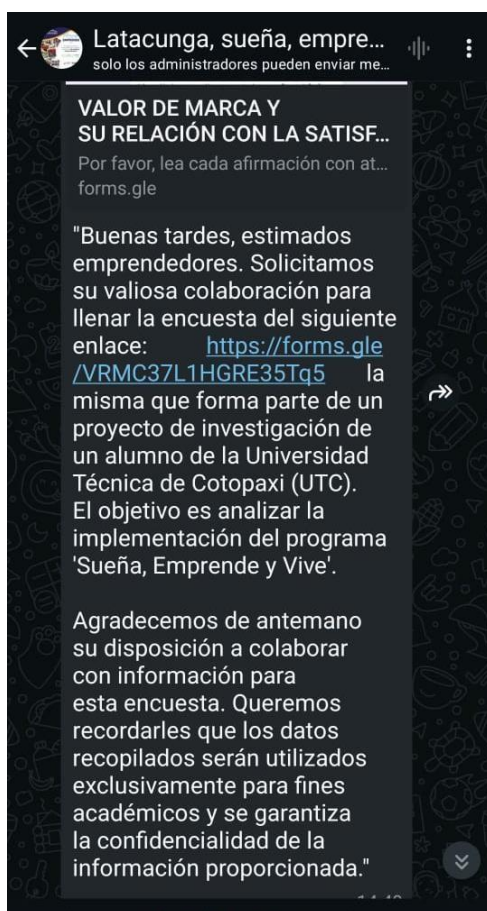 Latacunga, sueña, empre...
solo los administradores pueden enviar me...
VALOR DE MARCA Y
SU RELACIÓN CON LA SATISF...
Por favor, lea cada afirmación con at...
forms.gle
"Buenas tardes, estimados
emprendedores. Solicitamos
su valiosa colaboración para
llenar la encuesta del siguiente
enlace: https://forms.gle
/VRMC37L1HGRE35Tq5 la
misma que forma parte de un
proyecto de investigación de
un alumno de la Universidad
Técnica de Cotopaxi (UTC).
El objetivo es analizar la
implementación del programa
'Sueña, Emprende y Vive'.
Agradecemos de antemano
su disposición a colaborar
con información para
esta encuesta. Queremos
recordarles que los datos
recopilados serán utilizados
exclusivamente para fines
académicos y se garantiza
la confidencialidad de la
información proporcionada."